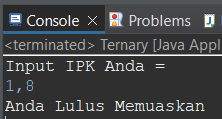 Console
Problems
<terminated> Ternary [Java Appl
Input IPK Anda =
1,8
Anda Lulus Memuaskan